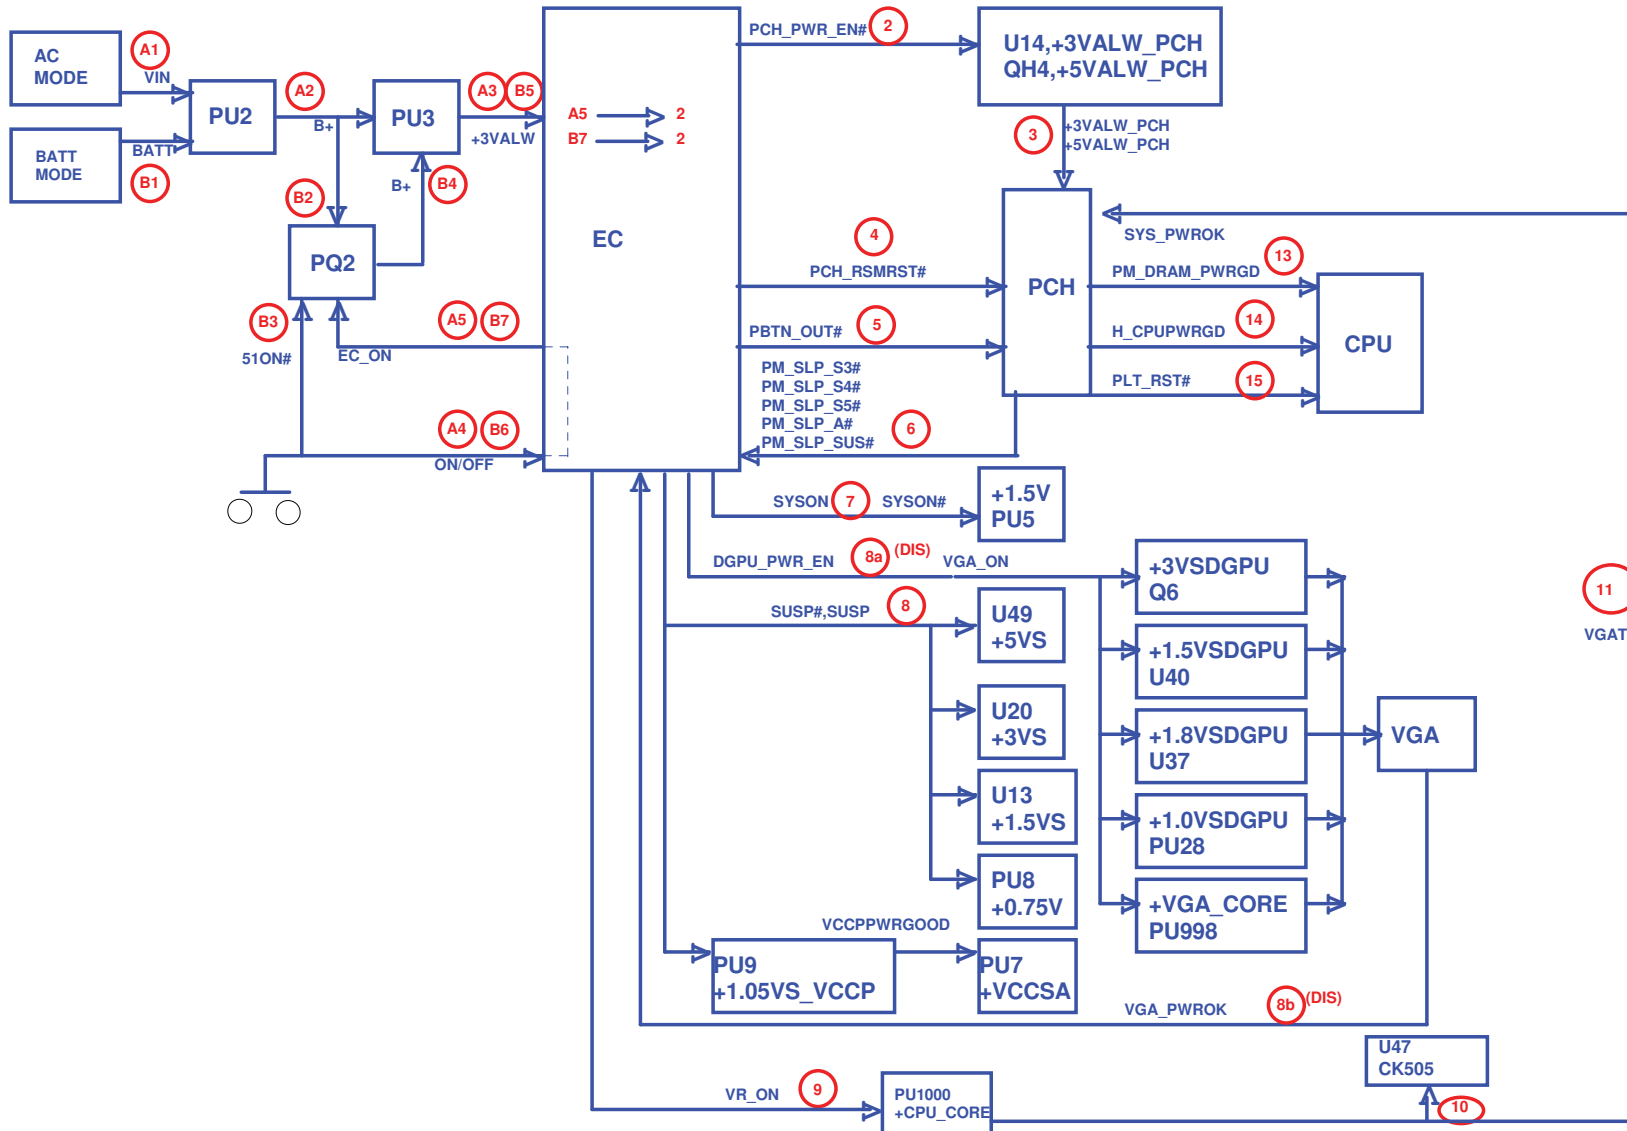 AC
MODE
A1
VIN
BATT
MODE
BATT
B1
PU2
A2
B+
PU3
A3
B5
+3VALW
B2
B+
B4
PQ2
B3
51ON#
EC_ON
A5
B7
A4
B6
ON/OFF
A5
2
B7
2
EC
PCH_PWR_EN#
2
U14,+3VALW_PCH
QH4,+5VALW_PCH
3
+3VALW_PCH
+5VALW_PCH
4
PCH_RSMRST#
PBTN_OUT#
5
PCH
SYS_PWROK
PM_DRAM_PWRGD
13
H_CPUPWRGD
14
PLT_RST#
15
CPU
PM_SLP_S3#
PM_SLP_S4#
PM_SLP_S5#
PM_SLP_A#
PM_SLP_SUS#
6
SYSON
7
SYSON#
+1.5V
PU5
DGPU_PWR_EN
8a
(DIS)
VGA_ON
SUSP#,SUSP
8
U49
+5VS
U20
+3VS
U13
+1.5VS
PU8
+0.75V
VCCPPWRGOOD
PU9
+1.05VS_VCCP
PU7
+VCCSA
+3VSDGPU
Q6
+1.5VSDGPU
U40
+1.8VSDGPU
U37
+1.0VSDGPU
PU28
+VGA_CORE
PU998
VGA
11
VGAT
VGA_PWROK
8b
(DIS)
U47
CK505
10
VR_ON
9
PU1000
+CPU_CORE